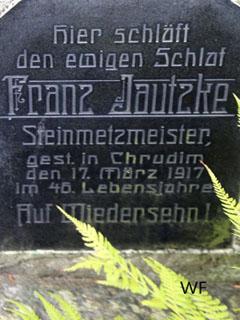 Hier schläft
den ewigen Schlaf
Franz Jautzke
Steinmetzmeister,
gest. in Chrudim
den 17. März 1917
im 46. Lebensjahre
Auf Wiedersehn!
WF